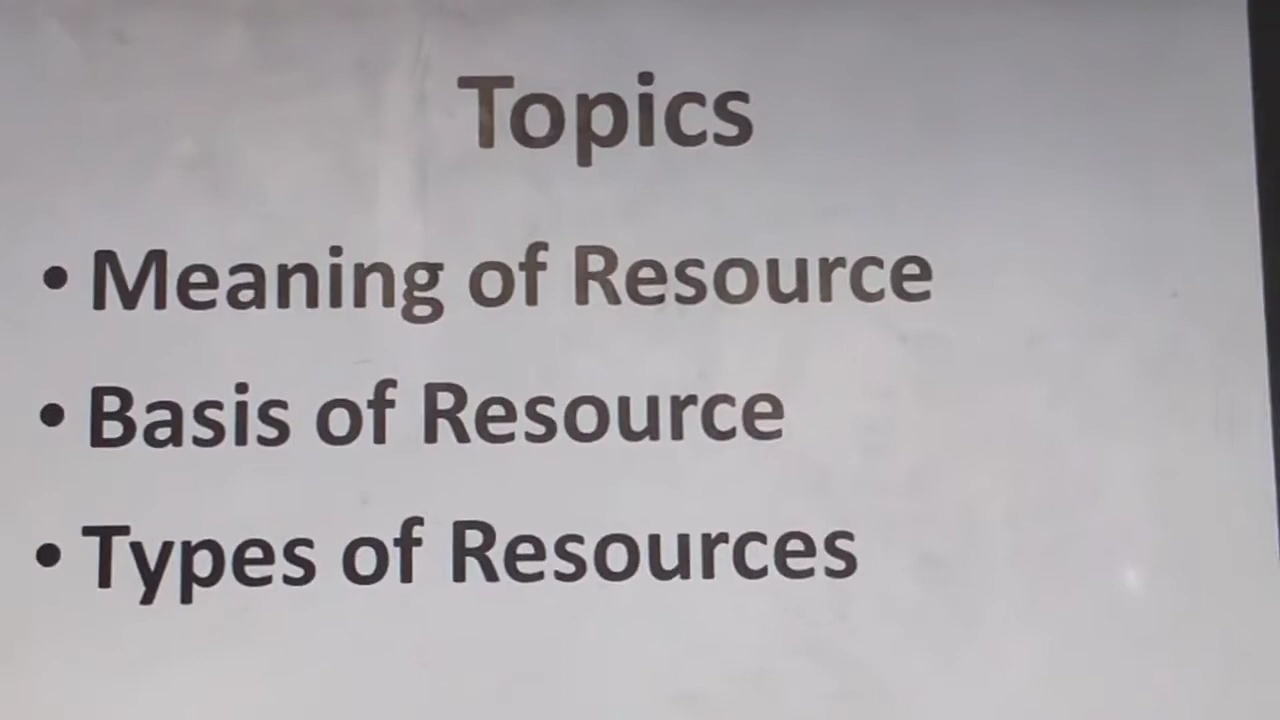 Topics
• Meaning of Resource
• Basis of Resource
• Types of Resources